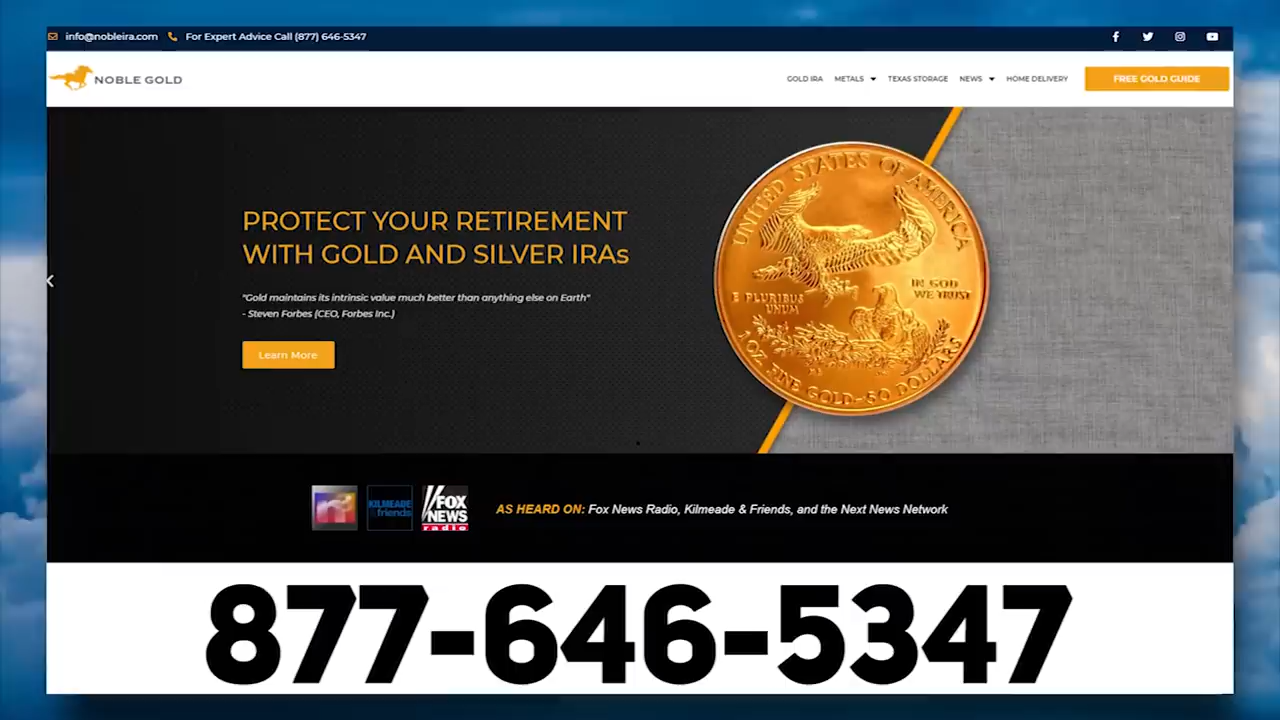 info@nobleira.com For Expert Advice Call (877) 646-5347
NOBLE GOLD
GOLD IRA METALS TEXAS STORAGE NEWS HOME DELIVERY FREE GOLD GUIDE
PROTECT YOUR RETIREMENT
WITH GOLD AND SILVER IRAs
"Gold maintains its intrinsic value much better than anything else on Earth"
- Steven Forbes (CEO, Forbes Inc.)
Learn More
UNITED STATES OF AMERICA
E PLURIBUS
UNUM
IN GOD
WE TRUST
1 OZ. FINE GOLD–50 DOLLARS
KILMEADE
friends
FOX
NEWS
radio
AS HEARD ON: Fox News Radio, Kilmeade & Friends, and the Next News Network
877-646-5347